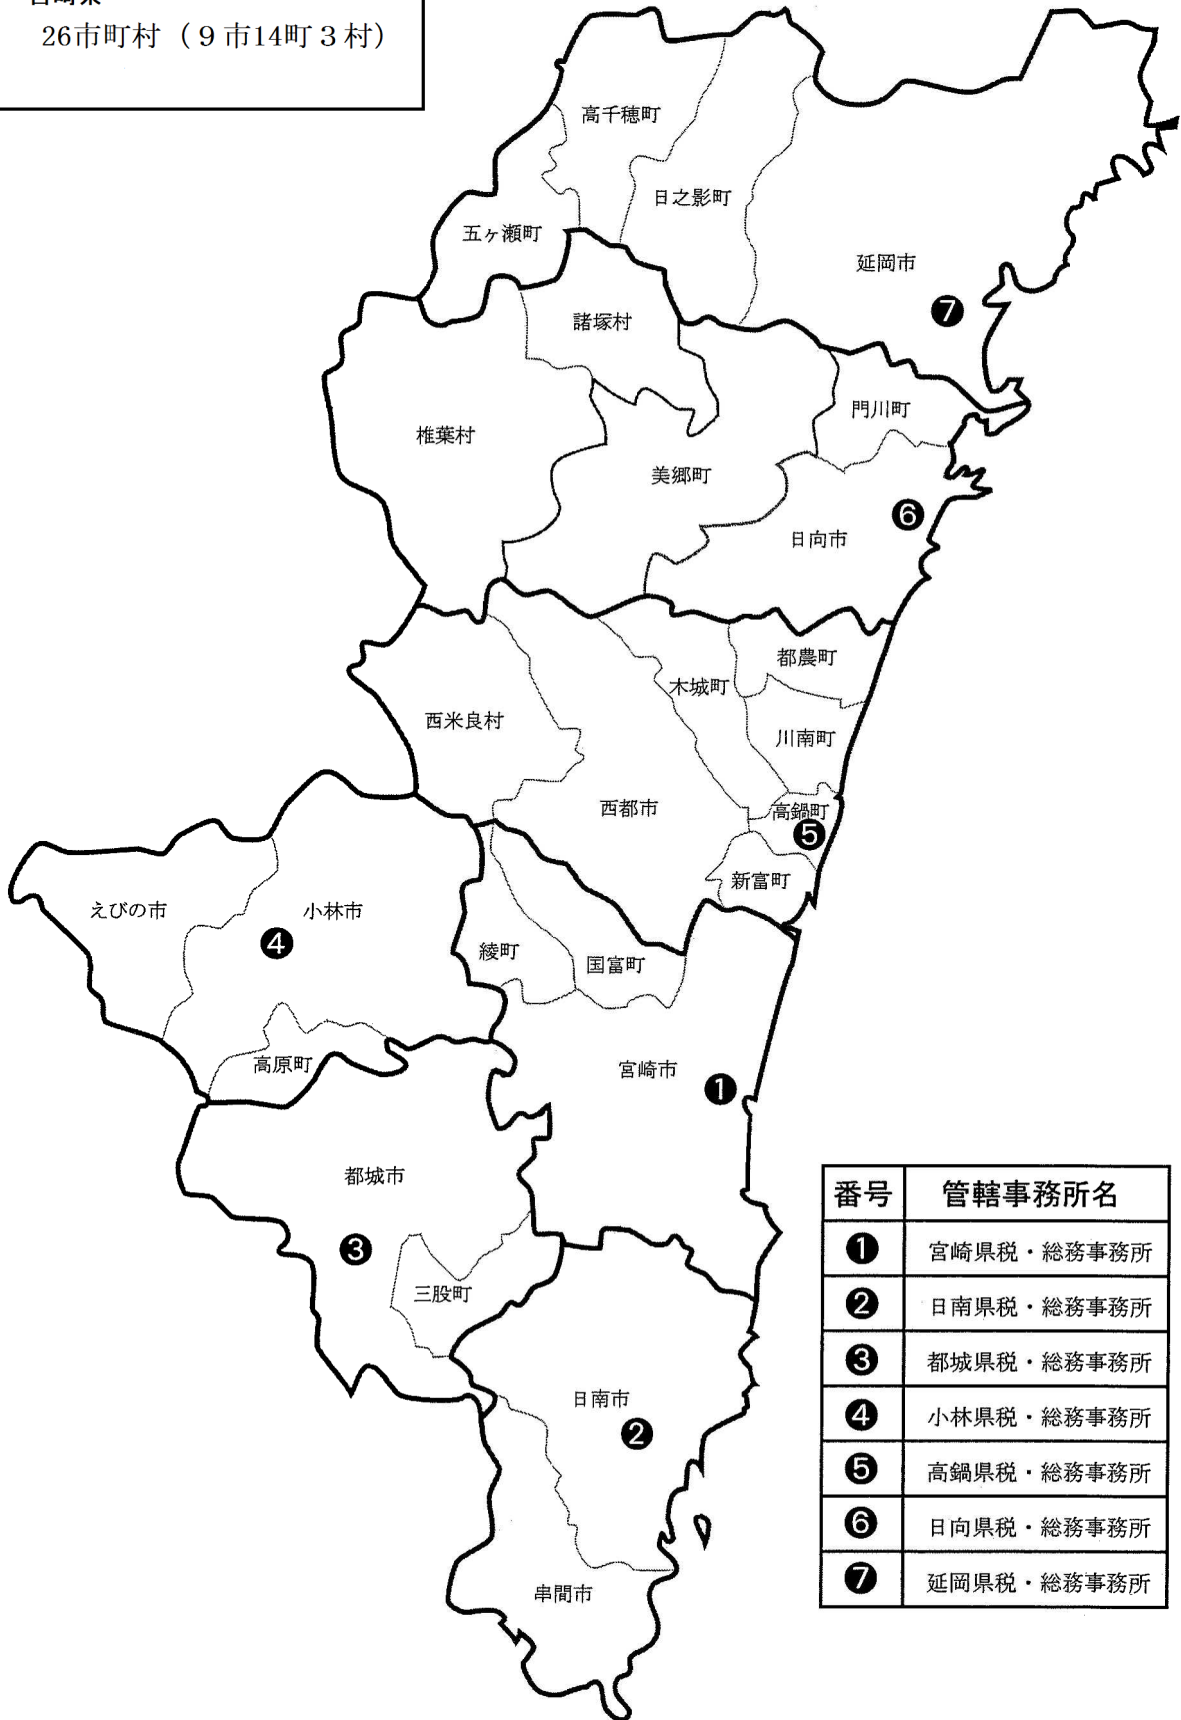 26市町村（９市14町３村）
高千穂町
日之影町
五ヶ瀬町
延岡市
❼
諸塚村
門川町
椎葉村
美郷町
❻
日向市
都農町
木城町
西米良村
川南町
西都市
高鍋町
❺
新富町
えびの市
小林市
❹
綾町
国富町
高原町
宮崎市
❶
都城市
❸
三股町
日南市
❷
串間市
番号 管轄事務所名
❶ 宮崎県税・総務事務所
❷ 日南県税・総務事務所
❸ 都城県税・総務事務所
❹ 小林県税・総務事務所
❺ 高鍋県税・総務事務所
❻ 日向県税・総務事務所
❼ 延岡県税・総務事務所